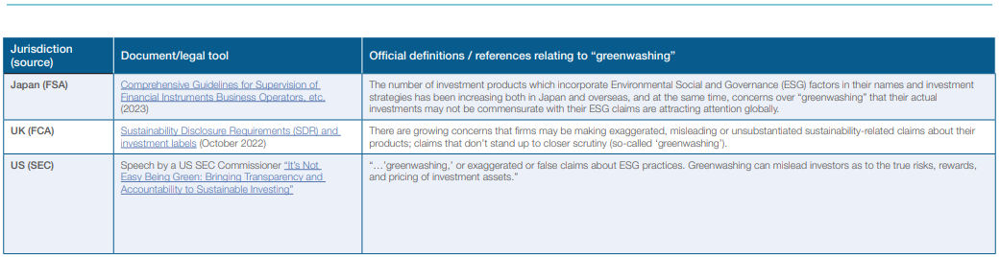 Jurisdiction
(source)
Document/legal tool
Official definitions / references relating to “greenwashing”
Japan (FSA)
Comprehensive Guidelines for Supervision of
Financial Instruments Business Operators, etc.
(2023)
The number of investment products which incorporate Environmental Social and Governance (ESG) factors in their names and investment
strategies has been increasing both in Japan and overseas, and at the same time, concerns over “greenwashing” that their actual
investments may not be commensurate with their ESG claims are attracting attention globally.
UK (FCA)
Sustainability Disclosure Requirements (SDR) and
investment labels (October 2022)
There are growing concerns that firms may be making exaggerated, misleading or unsubstantiated sustainability-related claims about their
products; claims that don’t stand up to closer scrutiny (so-called ‘greenwashing’).
US (SEC)
Speech by a US SEC Commissioner “It’s Not
Easy Being Green: Bringing Transparency and
Accountability to Sustainable Investing”
“…’greenwashing,’ or exaggerated or false claims about ESG practices. Greenwashing can mislead investors as to the true risks, rewards,
and pricing of investment assets.”